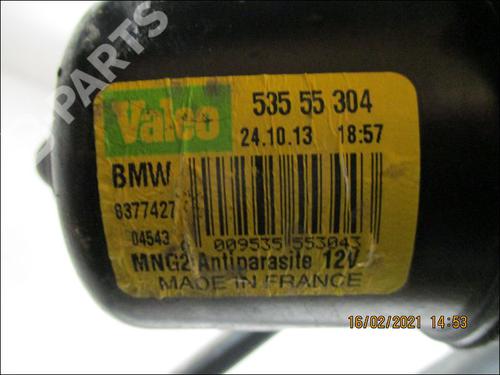 B PARTS
Valeo
535 55 304
24.10.13 18:57
BMW
8377427
04543
009535 553043
MNG2 Antiparasite 12V
MADE IN FRANCE
16/02/2021 14:53